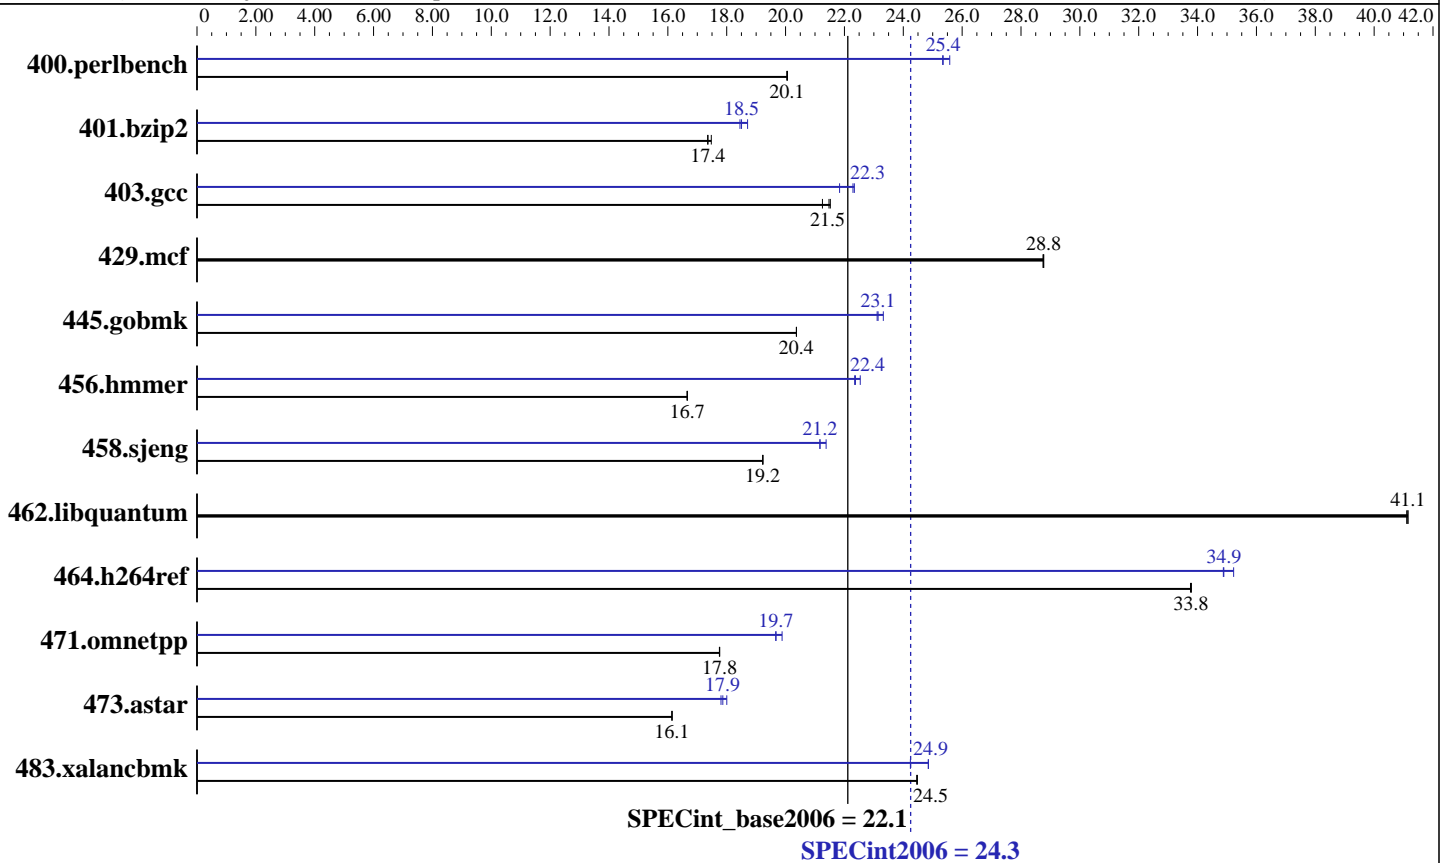 0 2.00 4.00 6.00 8.00 10.0 12.0 14.0 16.0 18.0 20.0 22.0 24.0 26.0 28.0 30.0 32.0 34.0 36.0 38.0 40.0 42.0
400.perlbench 25.4
20.1
401.bzip2 18.5
17.4
403.gcc 22.3
21.5
429.mcf 28.8
445.gobmk 23.1
20.4
456.hmmer 22.4
16.7
458.sjeng 21.2
19.2
462.libquantum 41.1
464.h264ref 34.9
33.8
471.omnetpp 19.7
17.8
473.astar 17.9
16.1
483.xalancbmk 24.9
24.5
SPECint_base2006 = 22.1
SPECint2006 = 24.3